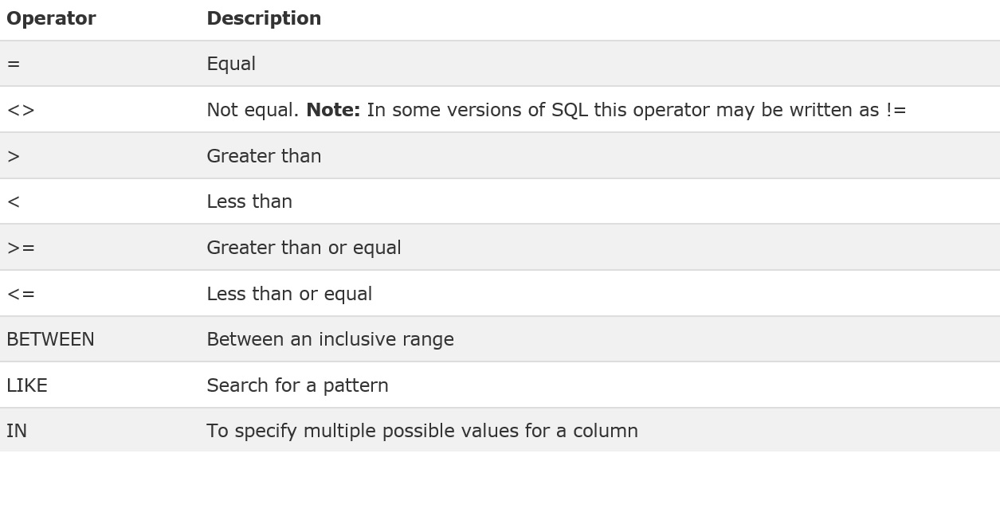 Operator Description
= Equal
<> Not equal. Note: In some versions of SQL this operator may be written as !=
> Greater than
< Less than
>= Greater than or equal
<= Less than or equal
BETWEEN Between an inclusive range
LIKE Search for a pattern
IN To specify multiple possible values for a column